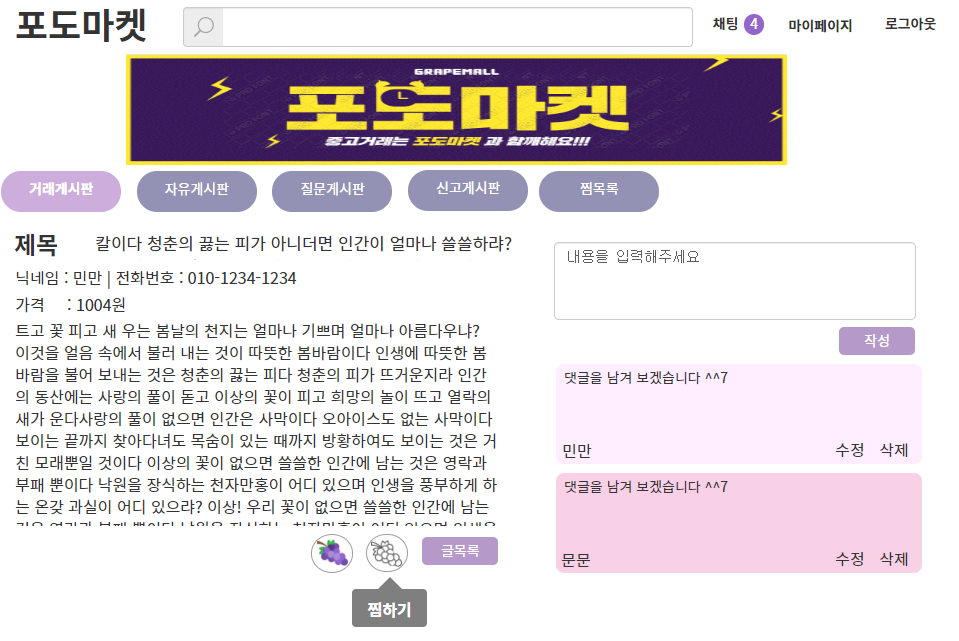 포도마켓
채팅 4 마이페이지 로그아웃
GRAPEMALL
포도마켓
중고거래는 포도마켓 과 함께해요!!!
거래게시판 자유게시판 질문게시판 신고게시판 찜목록
제목 칼이다 청춘의 끓는 피가 아니더면 인간이 얼마나 쓸쓸하랴?
닉네임 : 민만 | 전화번호 : 010-1234-1234
가격 : 1004원
트고 꽃 피고 새 우는 봄날의 천지는 얼마나 기쁘며 얼마나 아름다우냐?
이것을 얼음 속에서 불러 내는 것이 따뜻한 봄바람이다 인생에 따뜻한 봄
바람을 불어 보내는 것은 청춘의 끓는 피다 청춘의 피가 뜨거운지라 인간
의 동산에는 사랑의 풀이 돋고 이상의 꽃이 피고 희망의 놀이 뜨고 열락의
새가 운다사랑의 풀이 없으면 인간은 사막이다 오아이스도 없는 사막이다
보이는 끝까지 찾아다녀도 목숨이 있는 때까지 방황하여도 보이는 것은 거
친 모래뿐일 것이다 이상의 꽃이 없으면 쓸쓸한 인간에 남는 것은 영락과
부패 뿐이다 낙원을 장식하는 천자만홍이 어디 있으며 인생을 풍부하게 하
는 온갖 과실이 어디 있으랴? 이상! 우리 꽃이 없으면 쓸쓸한 인간에 남는
글목록
찜하기
내용을 입력해주세요
작성
댓글을 남겨 보겠습니다 ^^7
민만 수정 삭제
댓글을 남겨 보겠습니다 ^^7
문문 수정 삭제